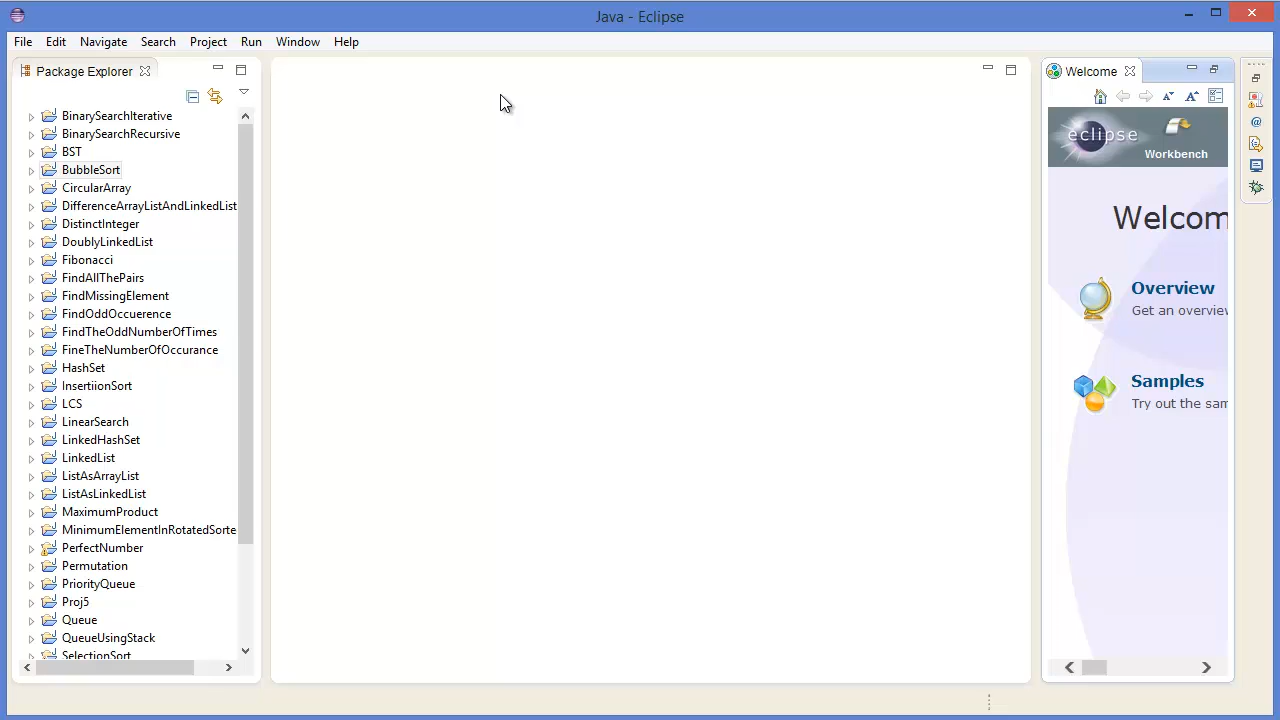 Java - Eclipse
File Edit Navigate Search Project Run Window Help
Package Explorer
BinarySearchIterative
BinarySearchRecursive
BST
BubbleSort
CircularArray
DifferenceArrayListAndLinkedList
DistinctInteger
DoublyLinkedList
Fibonacci
FindAllThePairs
FindMissingElement
FindOddOccuerence
FindTheOddNumberOfTimes
FineTheNumberOfOccurance
HashSet
InsertiionSort
LCS
LinearSearch
LinkedHashSet
LinkedList
ListAsArrayList
ListAsLinkedList
MaximumProduct
MinimumElementInRotatedSorte
PerfectNumber
Permutation
PriorityQueue
Proj5
Queue
QueueUsingStack
SelectionSort
Welcome
eclipse
Workbench
Welcom
Overview
Get an overview
Samples
Try out the sam